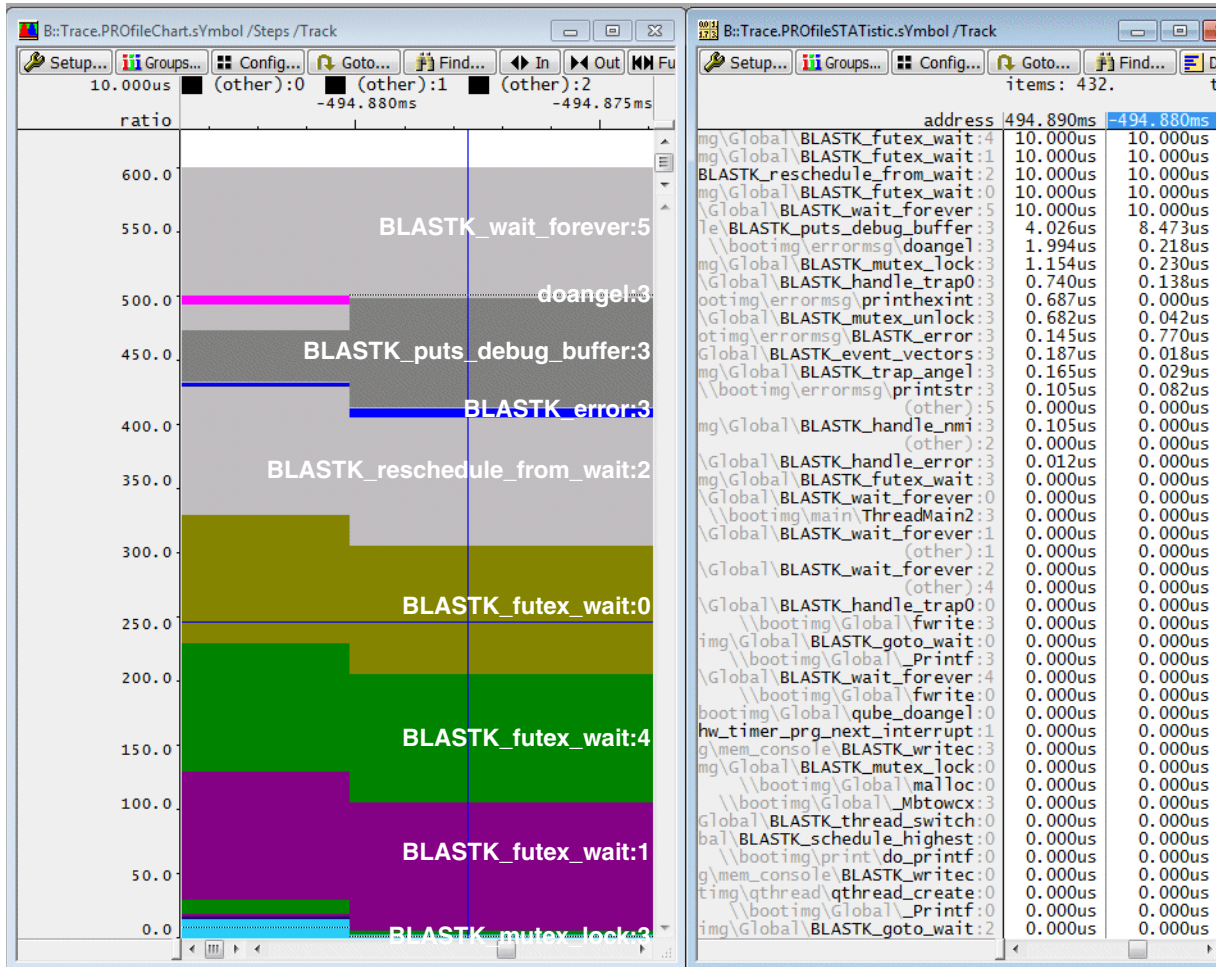 B::Trace.PROfileChart.sYmbol /Steps /Track
Setup... Groups... Config... Goto... Find... In Out Fu
10.000us (other):0 (other):1 (other):2
-494.880ms -494.875ms
ratio
600.0
550.0
500.0
450.0
400.0
350.0
300.0
250.0
200.0
150.0
100.0
50.0
0.0
BLASTK_wait_forever:5
doangel:3
BLASTK_puts_debug_buffer:3
BLASTK_error:3
BLASTK_reschedule_from_wait:2
BLASTK_futex_wait:0
BLASTK_futex_wait:4
BLASTK_futex_wait:1
BLASTK_mutex_lock:3
B::Trace.PROfileSTATistic.sYmbol /Track
Setup... Groups... Config... Goto... Find... D
items: 432. t
address 494.890ms -494.880ms
mg\Global\BLASTK_futex_wait:4 10.000us 10.000us
mg\Global\BLASTK_futex_wait:1 10.000us 10.000us
BLASTK_reschedule_from_wait:2 10.000us 10.000us
mg\Global\BLASTK_futex_wait:0 10.000us 10.000us
\Global\BLASTK_wait_forever:5 10.000us 10.000us
le\BLASTK_puts_debug_buffer:3 4.026us 8.473us
\\bootimg\errormsg\doangel:3 1.994us 0.218us
mg\Global\BLASTK_mutex_lock:3 1.154us 0.230us
\Global\BLASTK_handle_trap0:3 0.740us 0.138us
ootimg\errormsg\printhexint:3 0.687us 0.000us
\Global\BLASTK_mutex_unlock:3 0.682us 0.042us
otimg\errormsg\BLASTK_error:3 0.145us 0.770us
Global\BLASTK_event_vectors:3 0.187us 0.018us
mg\Global\BLASTK_trap_angel:3 0.165us 0.029us
\\bootimg\errormsg\printstr:3 0.105us 0.082us
(other):5 0.000us 0.000us
mg\Global\BLASTK_handle_nmi:3 0.105us 0.000us
(other):2 0.000us 0.000us
\Global\BLASTK_handle_error:3 0.012us 0.000us
mg\Global\BLASTK_futex_wait:3 0.000us 0.000us
\Global\BLASTK_wait_forever:0 0.000us 0.000us
\\bootimg\main\ThreadMain2:3 0.000us 0.000us
\Global\BLASTK_wait_forever:1 0.000us 0.000us
(other):1 0.000us 0.000us
\Global\BLASTK_wait_forever:2 0.000us 0.000us
(other):4 0.000us 0.000us
\Global\BLASTK_handle_trap0:0 0.000us 0.000us
\\bootimg\Global\fwrite:3 0.000us 0.000us
img\Global\BLASTK_goto_wait:0 0.000us 0.000us
\\bootimg\Global\_Printf:3 0.000us 0.000us
\Global\BLASTK_wait_forever:4 0.000us 0.000us
\\bootimg\Global\fwrite:0 0.000us 0.000us
bootimg\Global\qube_doangel:0 0.000us 0.000us
hw_timer_prg_next_interrupt:1 0.000us 0.000us
g\mem_console\BLASTK_writec:3 0.000us 0.000us
mg\Global\BLASTK_mutex_lock:0 0.000us 0.000us
\\bootimg\Global\malloc:0 0.000us 0.000us
\\bootimg\Global\_Mbtowcx:3 0.000us 0.000us
Global\BLASTK_thread_switch:0 0.000us 0.000us
bal\BLASTK_schedule_highest:0 0.000us 0.000us
\\bootimg\print\do_printf:0 0.000us 0.000us
g\mem_console\BLASTK_writec:0 0.000us 0.000us
timg\qthread\qthread_create:0 0.000us 0.000us
\\bootimg\Global\_Printf:0 0.000us 0.000us
img\Global\BLASTK_goto_wait:2 0.000us 0.000us